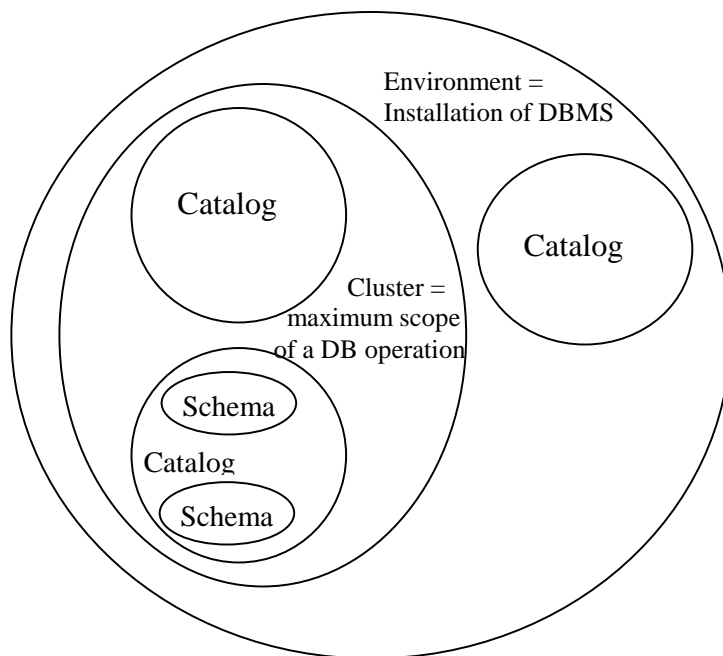 Environment =
Installation of DBMS
Catalog
Catalog
Cluster =
maximum scope
of a DB operation
Schema
Catalog
Schema